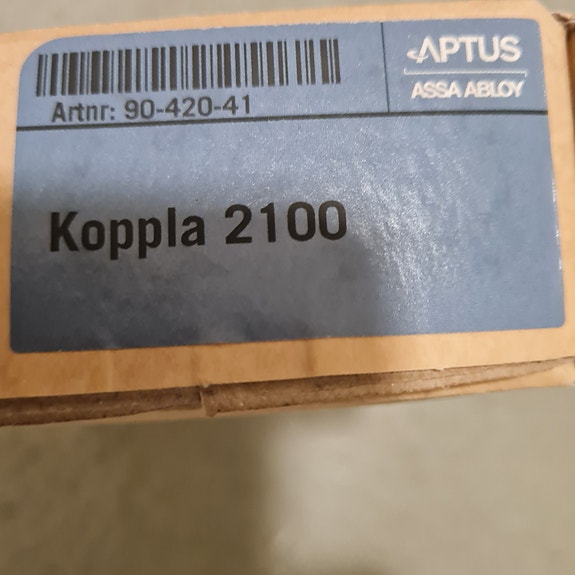 APTUS
ASSA ABLOY
Artnr: 90-420-41
Koppla 2100